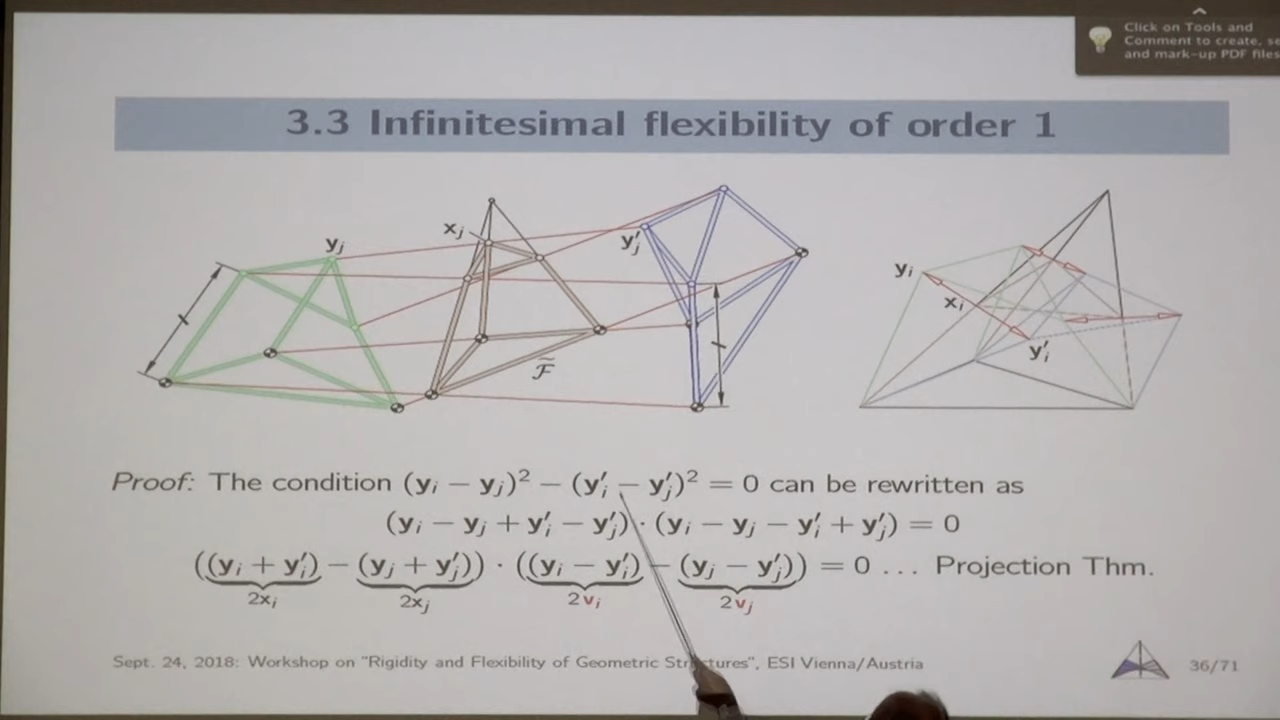 Click on Tools and
Comment to create, se
and mark-up PDF files
3.3 Infinitesimal flexibility of order 1
yⱼ
xⱼ
y′ⱼ
F̃
yᵢ
xᵢ
y′ᵢ
Proof: The condition (yᵢ − yⱼ)² − (y′ᵢ − y′ⱼ)² = 0 can be rewritten as
(yᵢ − yⱼ + y′ᵢ − y′ⱼ) · (yᵢ − yⱼ − y′ᵢ + y′ⱼ) = 0
((yᵢ + y′ᵢ) − (yⱼ + y′ⱼ)) · ((yᵢ − y′ᵢ) − (yⱼ − y′ⱼ)) = 0 ... Projection Thm.
2xᵢ 2xⱼ 2vᵢ 2vⱼ
Sept. 24, 2018: Workshop on "Rigidity and Flexibility of Geometric Structures", ESI Vienna/Austria
36/71